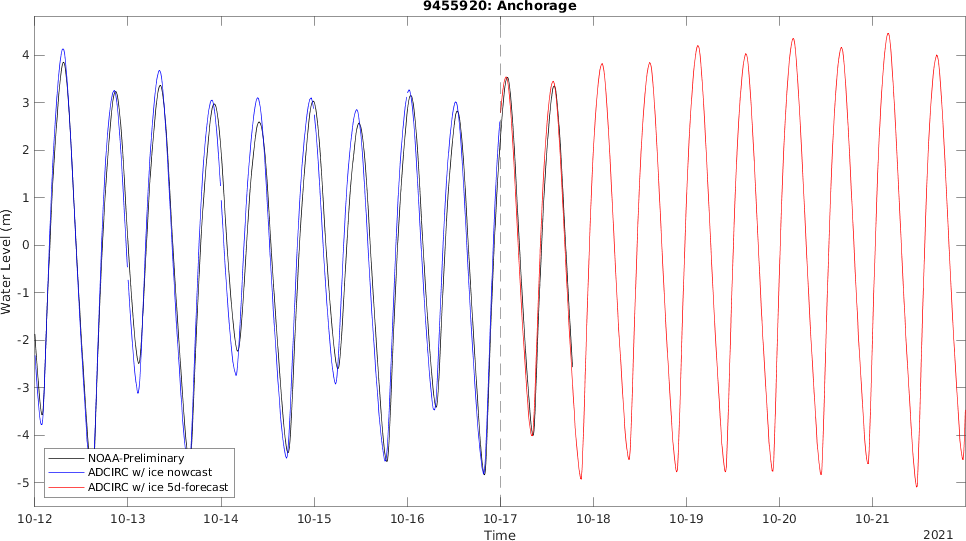 9455920: Anchorage
4
3
2
1
0
-1
-2
-3
-4
-5
Water Level (m)
NOAA-Preliminary
ADCIRC w/ ice nowcast
ADCIRC w/ ice 5d-forecast
10-12 10-13 10-14 10-15 10-16 10-17 10-18 10-19 10-20 10-21
Time
2021